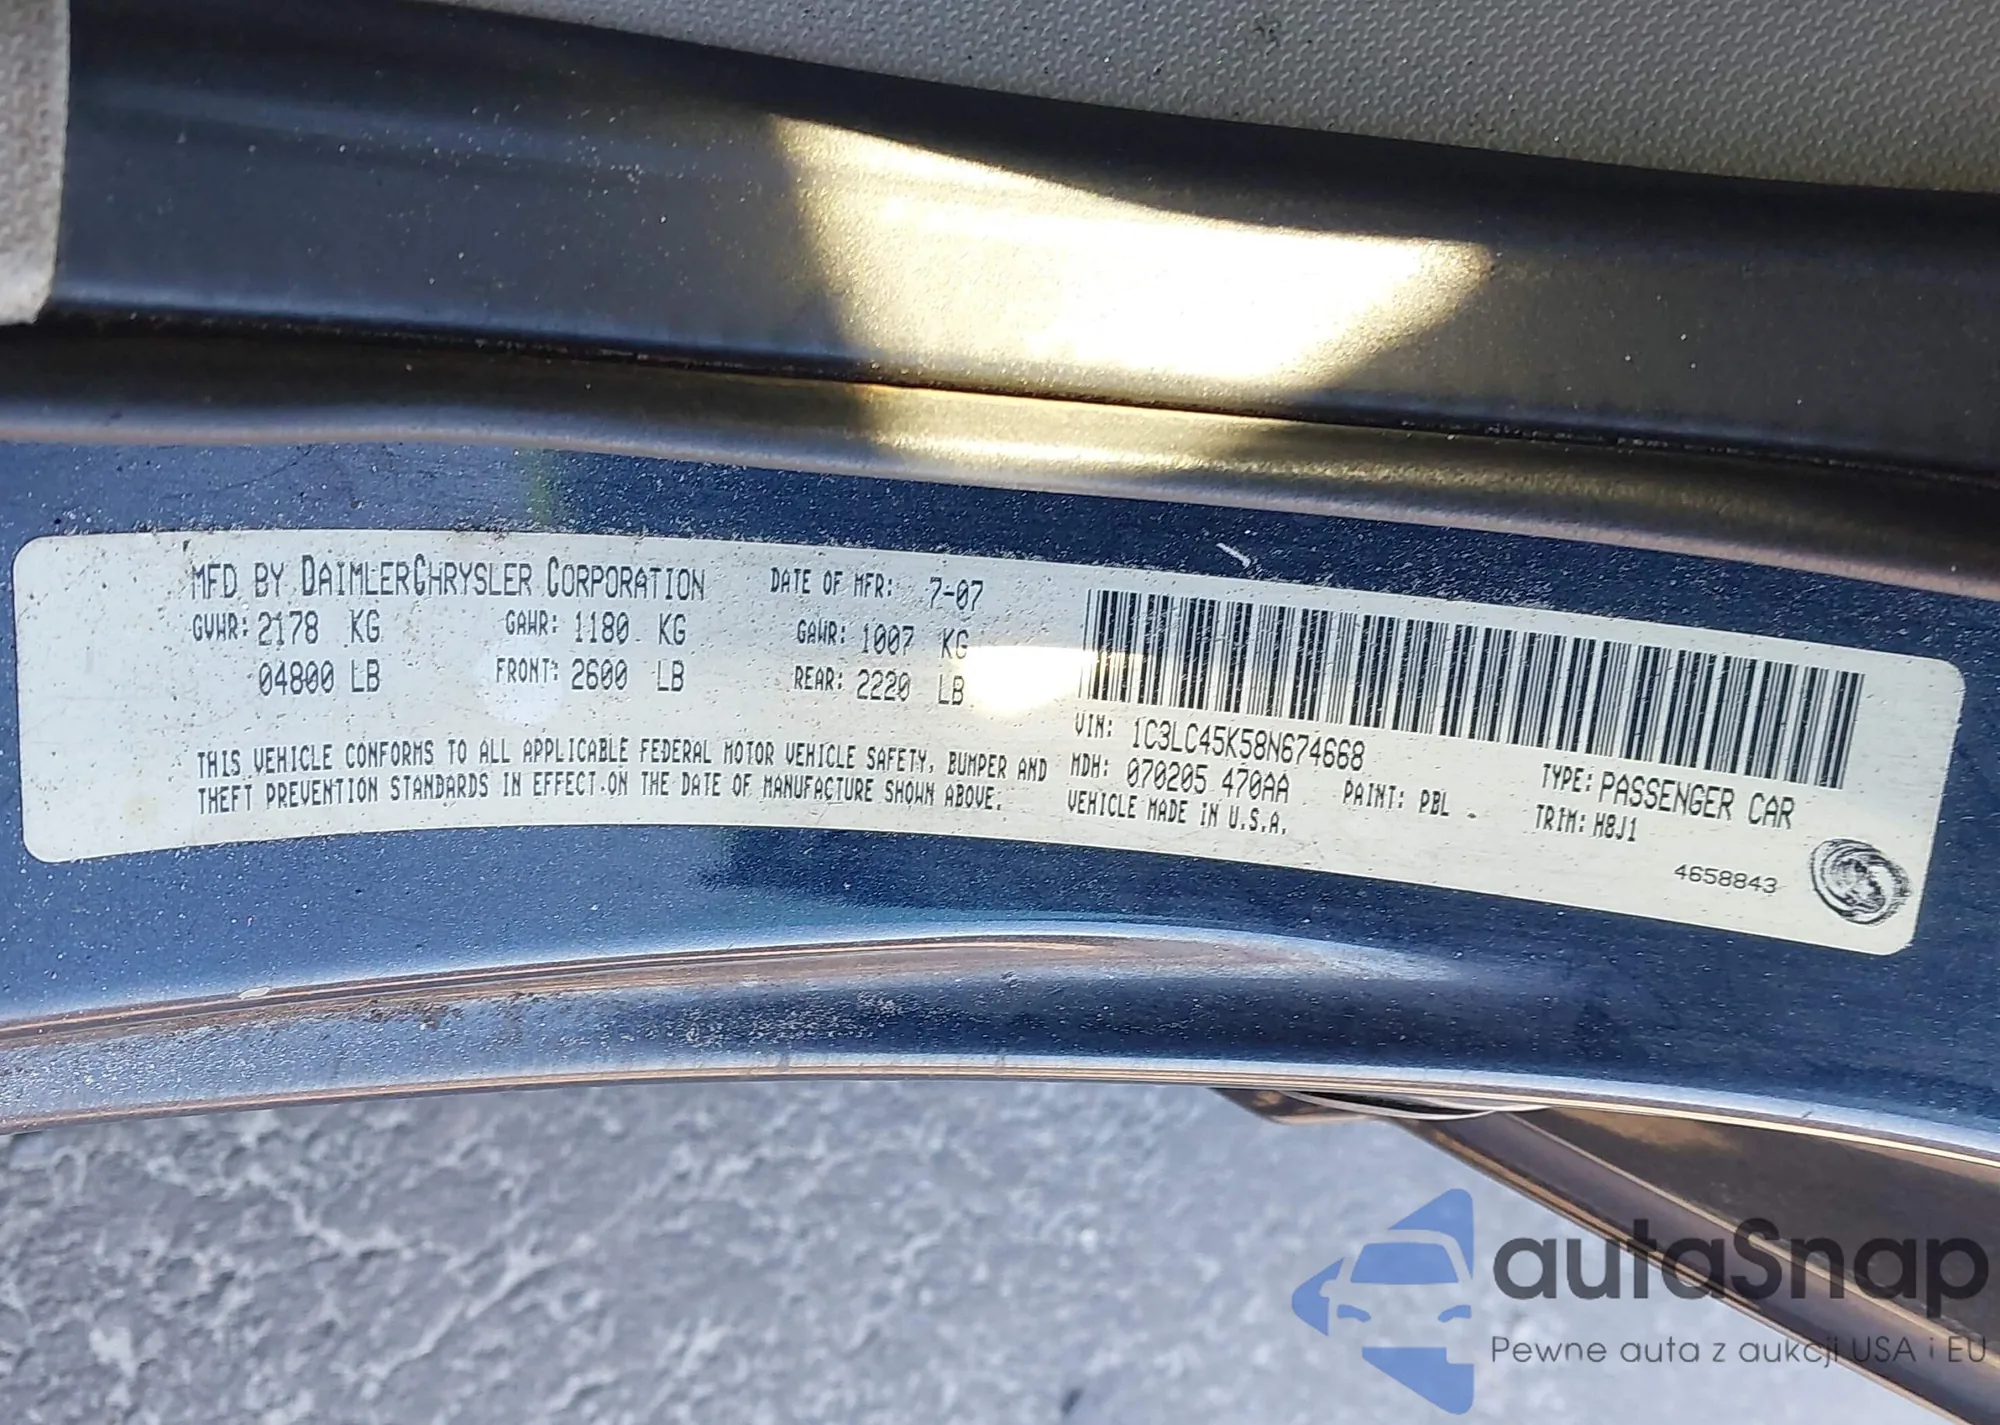 MFD BY DAIMLERCHRYSLER CORPORATION DATE OF MFR: 7-07
GVWR: 2178 KG GAWR: 1180 KG GAWR: 1007 KG
04800 LB FRONT: 2600 LB REAR: 2220 LB
THIS VEHICLE CONFORMS TO ALL APPLICABLE FEDERAL MOTOR VEHICLE SAFETY, BUMPER AND
THEFT PREVENTION STANDARDS IN EFFECT ON THE DATE OF MANUFACTURE SHOWN ABOVE.
VIN: 1C3LC45K58N674668 TYPE: PASSENGER CAR
MDH: 070205 470AA PAINT: PBL TRIM: H8J1
VEHICLE MADE IN U.S.A.
4658843
autaSnap
Pewne auta z aukcji USA i EU